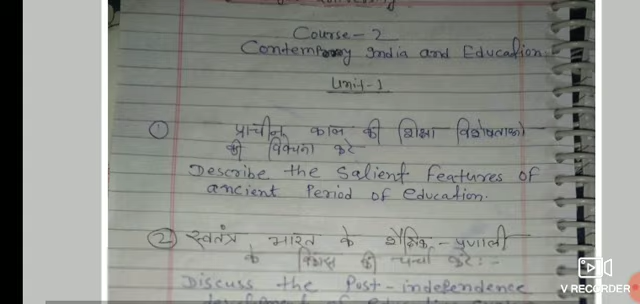 Course - 2
Contemporary India and Education.
Unit-1
① प्राचीन काल की शिक्षा विशेषताओं
की विवेचना करे
Describe the Salient features of
ancient Period of education.
② स्वतंत्र भारत के शैक्षिक - प्रणाली
के विकास की चर्चा करें :-
Discuss the Post - independence
V RECORDER